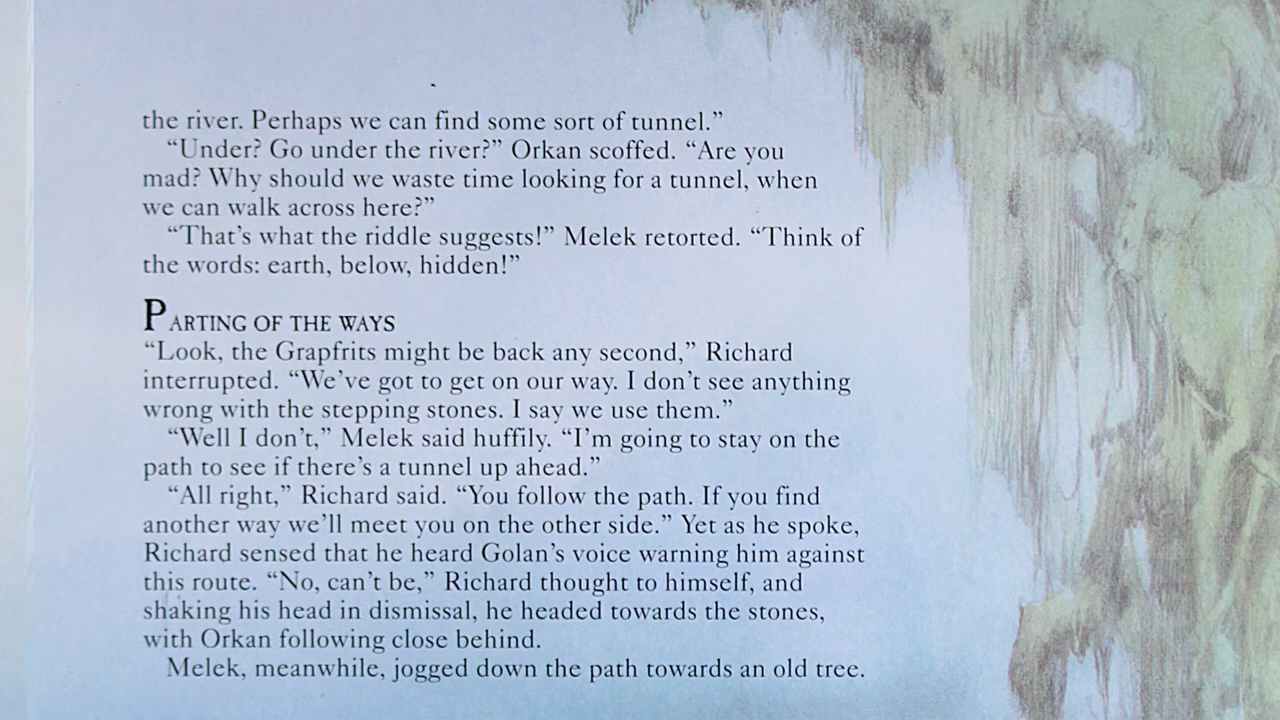 the river. Perhaps we can find some sort of tunnel.”
“Under? Go under the river?” Orkan scoffed. “Are you
mad? Why should we waste time looking for a tunnel, when
we can walk across here?”
“That’s what the riddle suggests!” Melek retorted. “Think of
the words: earth, below, hidden!”
PARTING OF THE WAYS
“Look, the Grapfrits might be back any second,” Richard
interrupted. “We’ve got to get on our way. I don’t see anything
wrong with the stepping stones. I say we use them.”
“Well I don’t,” Melek said huffily. “I’m going to stay on the
path to see if there’s a tunnel up ahead.”
“All right,” Richard said. “You follow the path. If you find
another way we’ll meet you on the other side.” Yet as he spoke,
Richard sensed that he heard Golan’s voice warning him against
this route. “No, can’t be,” Richard thought to himself, and
shaking his head in dismissal, he headed towards the stones,
with Orkan following close behind.
Melek, meanwhile, jogged down the path towards an old tree.